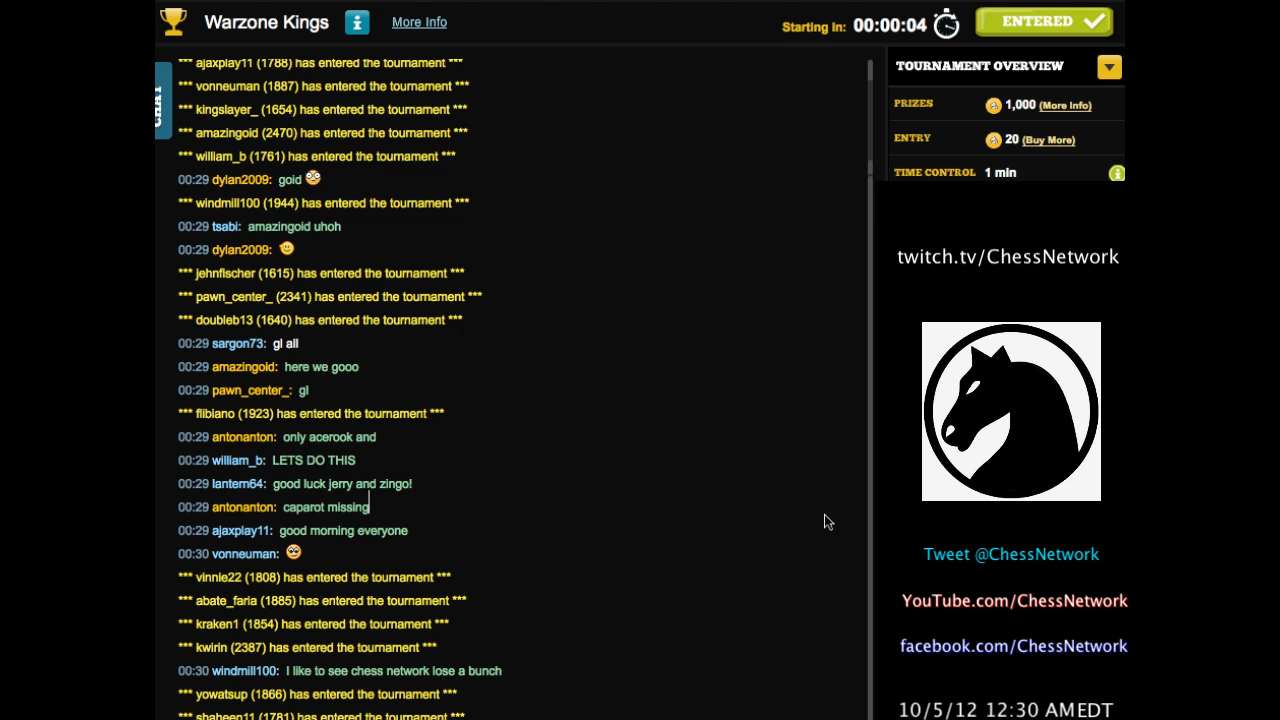 Warzone Kings
More Info
Starting In: 00:00:04
ENTERED
CHAT
*** ajaxplay11 (1788) has entered the tournament ***
*** vonneuman (1887) has entered the tournament ***
*** kingslayer_ (1654) has entered the tournament ***
*** amazingoid (2470) has entered the tournament ***
*** william_b (1761) has entered the tournament ***
00:29 dylan2009: goid
*** windmill100 (1944) has entered the tournament ***
00:29 tsabi: amazingoid uhoh
00:29 dylan2009:
*** jehnfischer (1615) has entered the tournament ***
*** pawn_center_ (2341) has entered the tournament ***
*** doubleb13 (1640) has entered the tournament ***
00:29 sargon73: gl all
00:29 amazingoid: here we gooo
00:29 pawn_center_: gl
*** flibiano (1923) has entered the tournament ***
00:29 antonanton: only acerook and
00:29 william_b: LETS DO THIS
00:29 lantern64: good luck jerry and zingo!
00:29 antonanton: caparot missing
00:29 ajaxplay11: good morning everyone
00:30 vonneuman:
*** vinnie22 (1808) has entered the tournament ***
*** abate_faria (1885) has entered the tournament ***
*** kraken1 (1854) has entered the tournament ***
*** kwirin (2387) has entered the tournament ***
00:30 windmill100: I like to see chess network lose a bunch
*** yowatsup (1866) has entered the tournament ***
*** shaheen11 (1781) has entered the tournament ***
TOURNAMENT OVERVIEW
PRIZES 1,000 (More Info)
ENTRY 20 (Buy More)
TIME CONTROL 1 min
twitch.tv/ChessNetwork
Tweet @ChessNetwork
YouTube.com/ChessNetwork
facebook.com/ChessNetwork
10/5/12 12:30 AM EDT